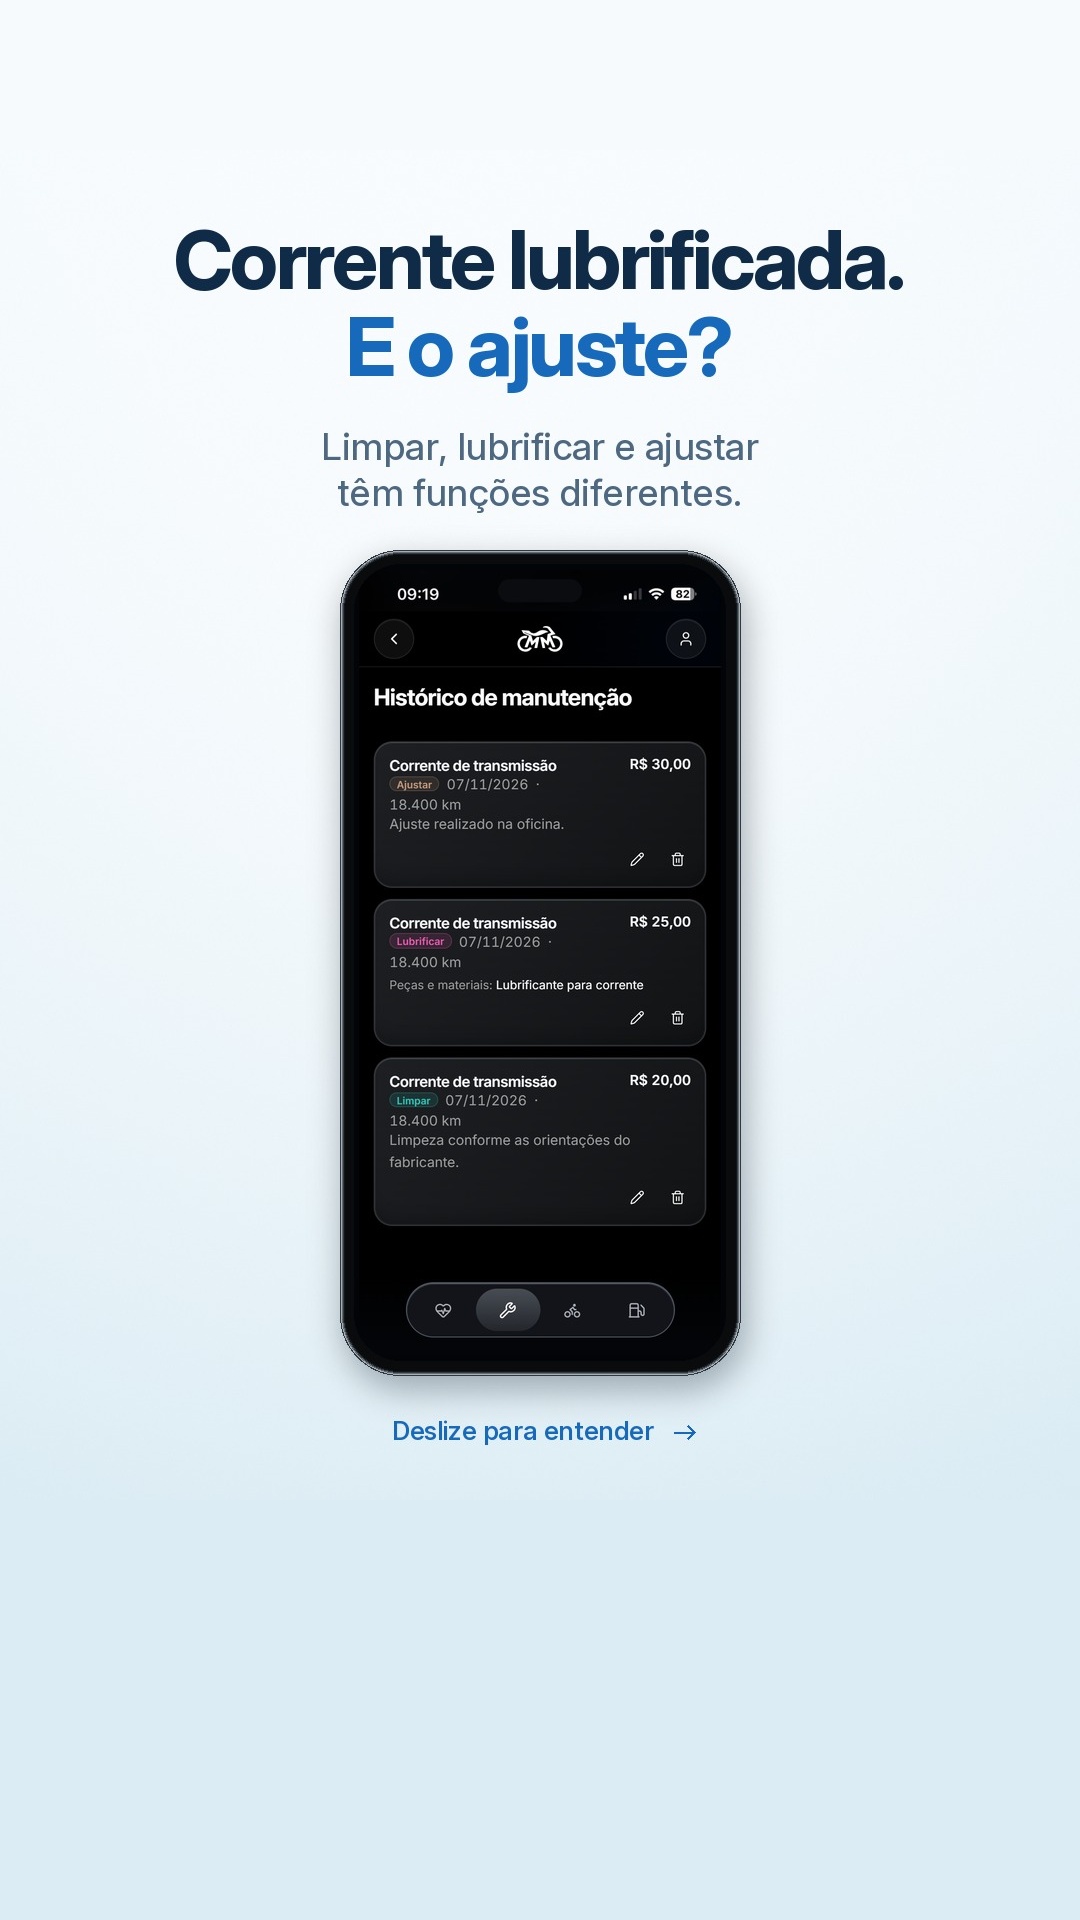 Corrente lubrificada.
E o ajuste?
Limpar, lubrificar e ajustar
têm funções diferentes.
09:19
82
MM
Histórico de manutenção
Corrente de transmissão R$ 30,00
Ajustar 07/11/2026 ·
18.400 km
Ajuste realizado na oficina.
Corrente de transmissão R$ 25,00
Lubrificar 07/11/2026 ·
18.400 km
Peças e materiais: Lubrificante para corrente
Corrente de transmissão R$ 20,00
Limpar 07/11/2026 ·
18.400 km
Limpeza conforme as orientações do
fabricante.
Deslize para entender →